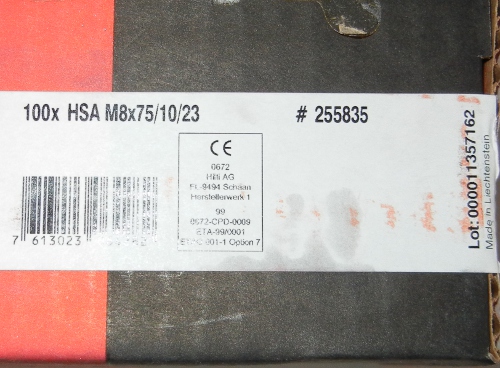 100x HSA M8x75/10/23 # 255835
CE
0672
Hilti AG
FL-9494 Schaan
Herstellerwerk 1
99
0672-CPD-0009
ETA-99/0001
001-1 Option 7
7 613023
Lot: 000011357162
Made in Liechtenstein